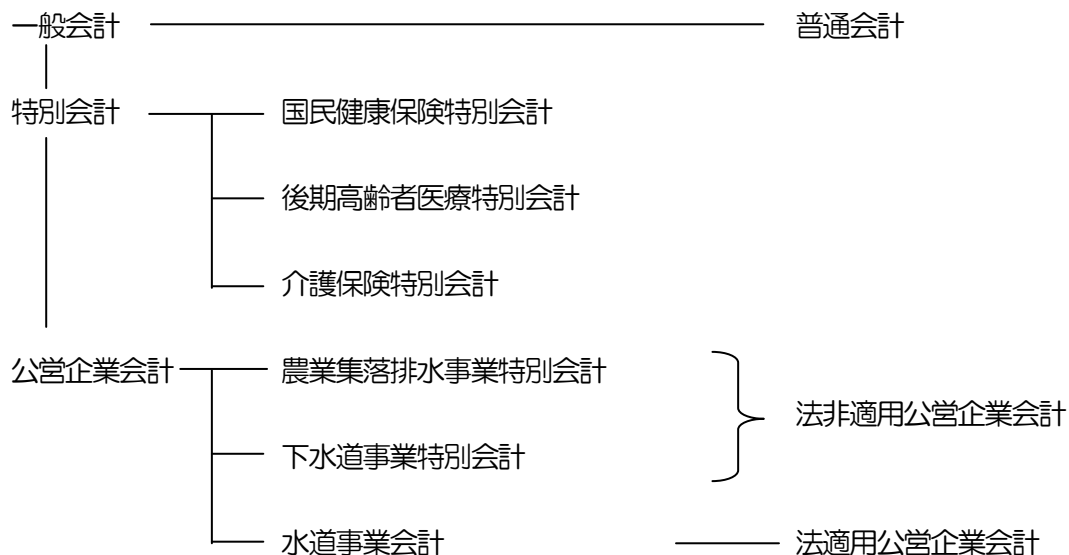 一般会計
普通会計
特別会計
国民健康保険特別会計
後期高齢者医療特別会計
介護保険特別会計
公営企業会計
農業集落排水事業特別会計
法非適用公営企業会計
下水道事業特別会計
水道事業会計
法適用公営企業会計